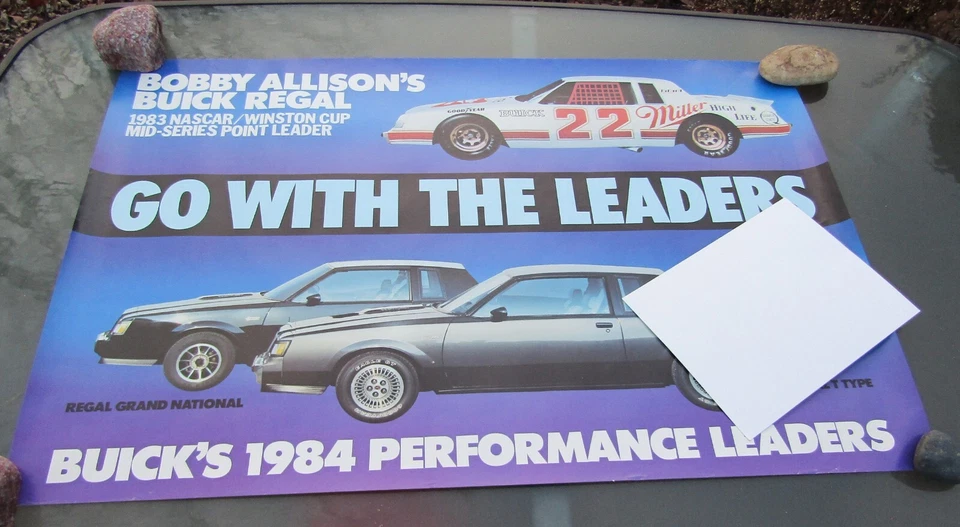 BOBBY ALLISON'S
BUICK REGAL
1983 NASCAR/WINSTON CUP
MID-SERIES POINT LEADER
GOODYEAR
BUICK
22
Miller HIGH
LIFE
GO WITH THE LEADERS
REGAL GRAND NATIONAL
T TYPE
BUICK'S 1984 PERFORMANCE LEADERS